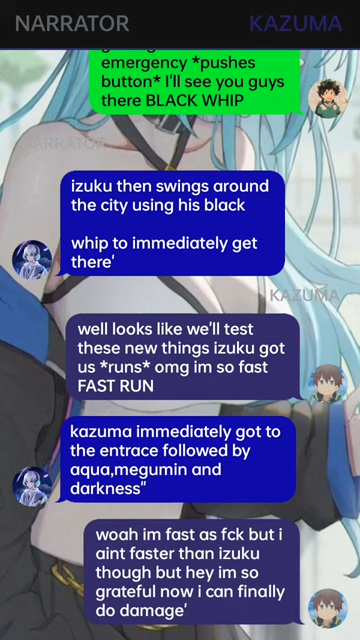 NARRATOR
KAZUMA
emergency *pushes
button* I'll see you guys
there BLACK WHIP
NARRATOR
izuku then swings around
the city using his black
whip to immediately get
there'
KAZUMA
well looks like we'll test
these new things izuku got
us *runs* omg im so fast
FAST RUN
kazuma immediately got to
the entrace followed by
aqua,megumin and
darkness"
woah im fast as fck but i
aint faster than izuku
though but hey im so
grateful now i can finally
do damage'